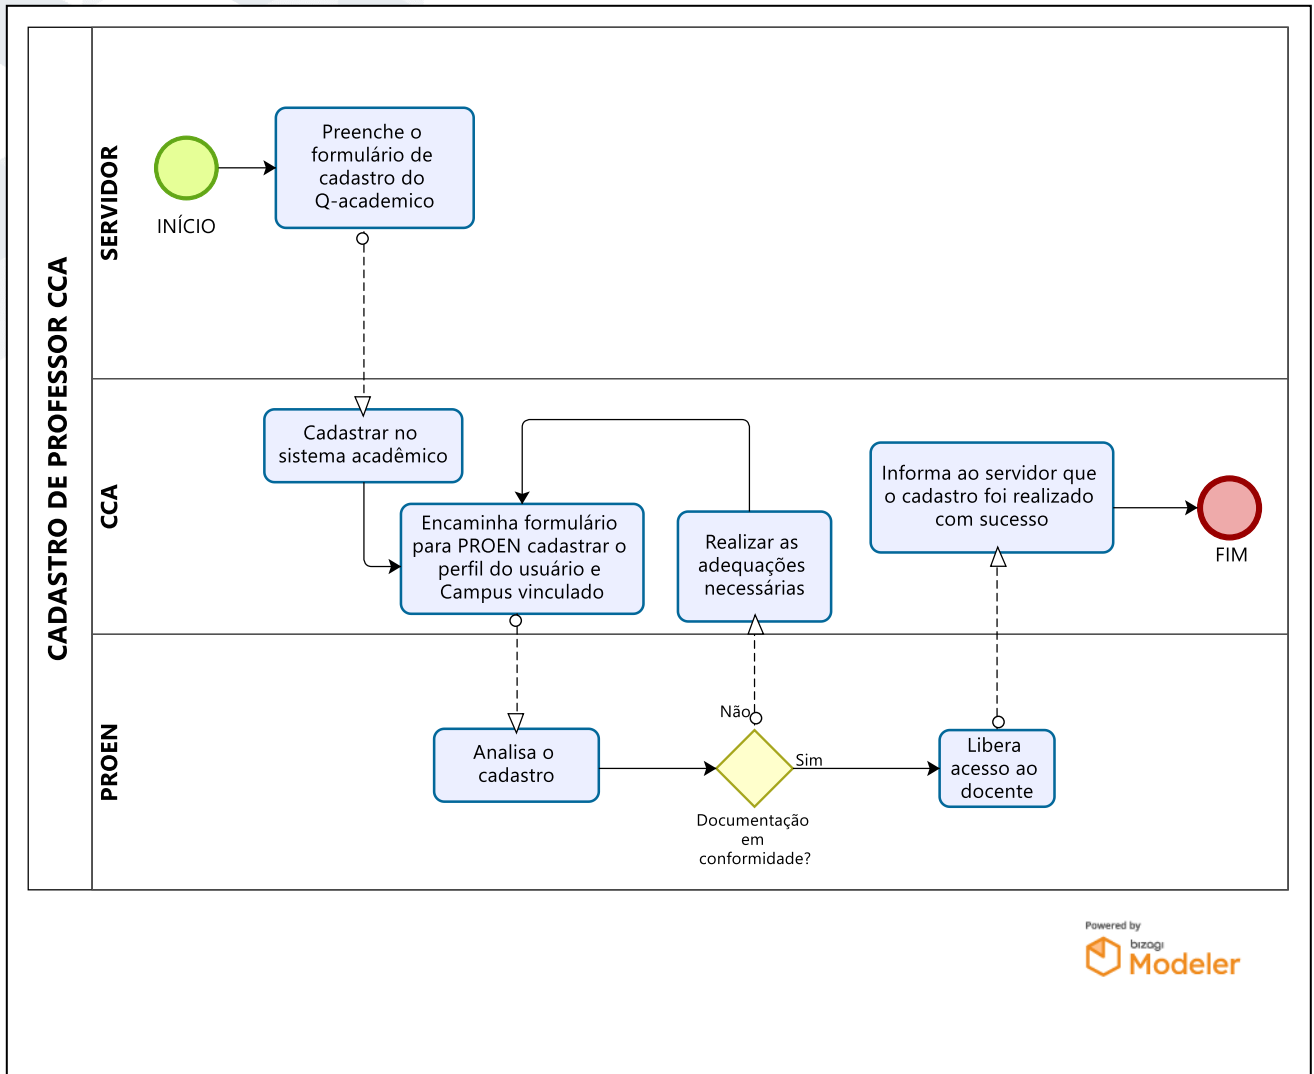 CADASTRO DE PROFESSOR CCA
SERVIDOR
INÍCIO
Preenche o
formulário de
cadastro do
Q-academico
CCA
Cadastrar no
sistema acadêmico
Encaminha formulário
para PROEN cadastrar o
perfil do usuário e
Campus vinculado
Realizar as
adequações
necessárias
Informa ao servidor que
o cadastro foi realizado
com sucesso
FIM
PROEN
Analisa o
cadastro
Não
Sim
Documentação
em
conformidade?
Libera
acesso ao
docente
Powered by
bizagi
Modeler